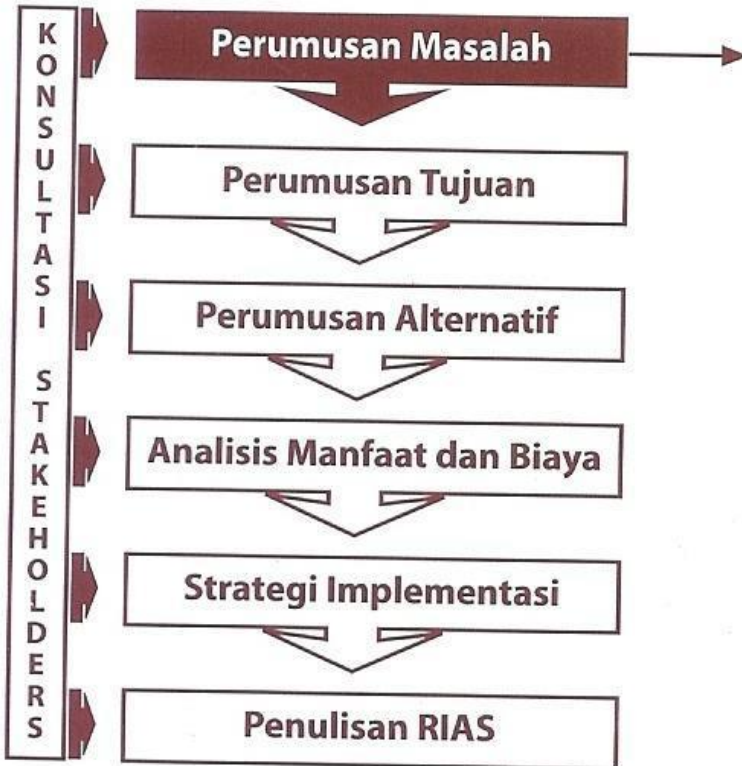 KONSULTASI STAKEHOLDERS
Perumusan Masalah
Perumusan Tujuan
Perumusan Alternatif
Analisis Manfaat dan Biaya
Strategi Implementasi
Penulisan RIAS